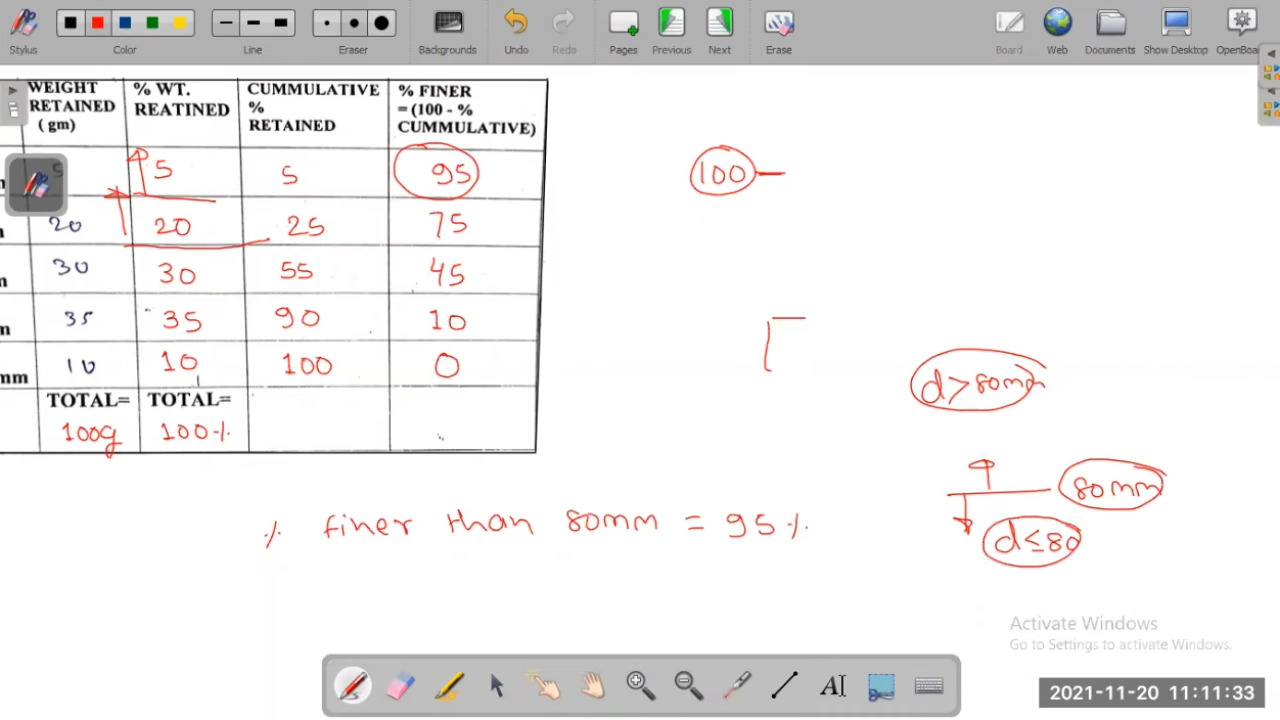 Stylus Color Line Eraser Backgrounds Undo Redo Pages Previous Next Erase Board Web Documents Show Desktop OpenBoa
WEIGHT RETAINED ( gm) % WT. REATINED CUMMULATIVE % RETAINED % FINER = (100 - % CUMMULATIVE)
5 5 95
20 20 25 75
30 30 55 45
35 35 90 10
mm 10 10 100 0
TOTAL= 100g TOTAL= 100%
100
d>80mm
80mm
d≤80
% finer than 80mm = 95%
Activate Windows
Go to Settings to activate Windows.
2021-11-20 11:11:33